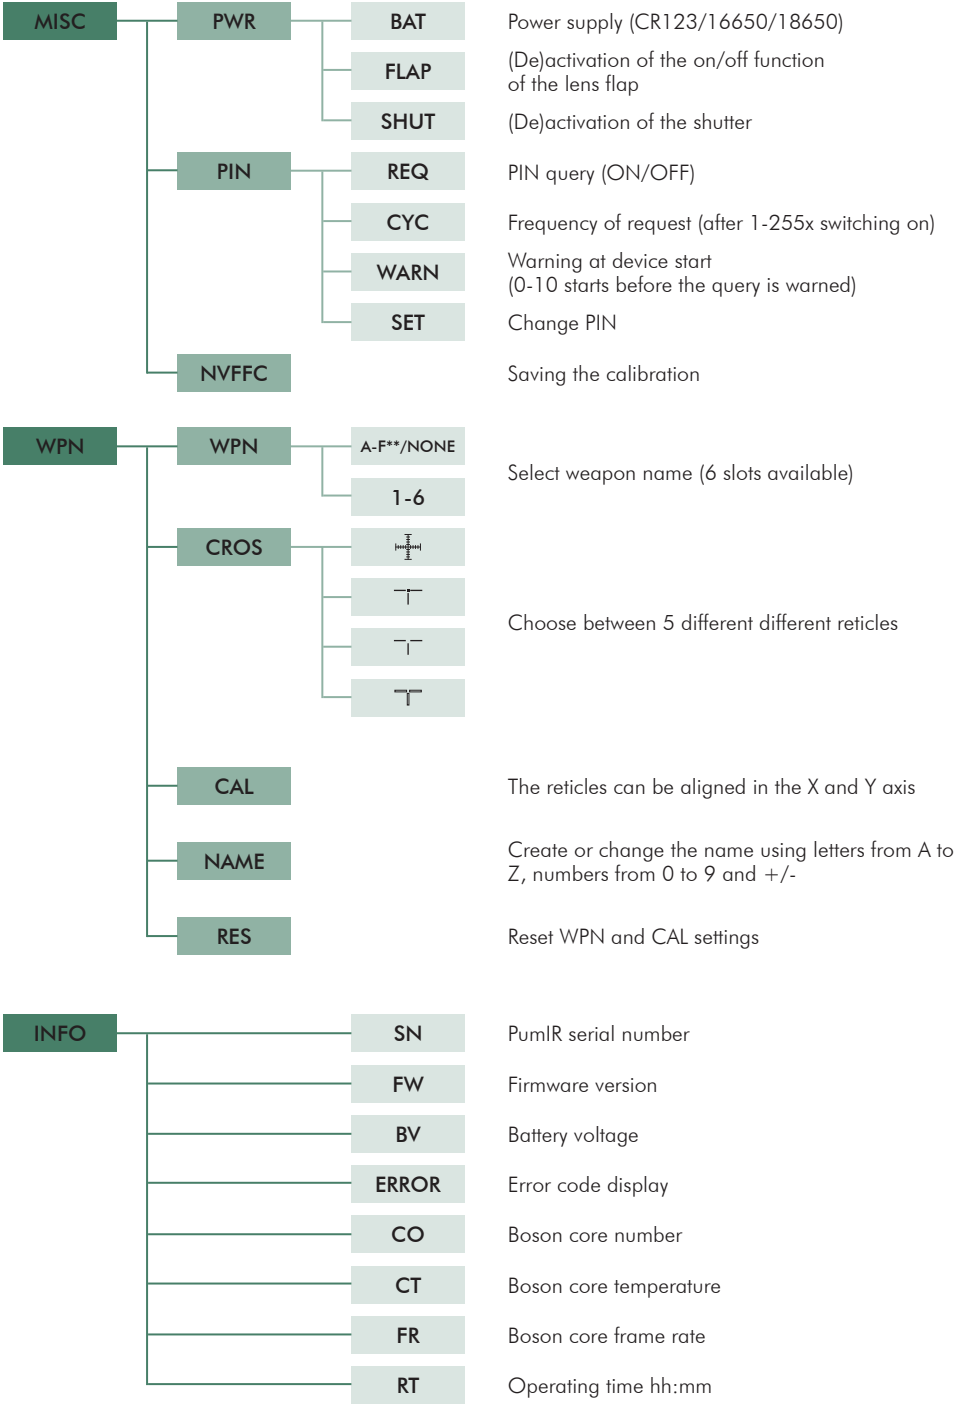 MISC PWR BAT Power supply (CR123/16650/18650)
FLAP (De)activation of the on/off function
of the lens flap
SHUT (De)activation of the shutter
PIN REQ PIN query (ON/OFF)
CYC Frequency of request (after 1-255x switching on)
WARN Warning at device start
(0-10 starts before the query is warned)
SET Change PIN
NVFFC Saving the calibration
WPN WPN A-F**/NONE
Select weapon name (6 slots available)
1-6
CROS
Choose between 5 different different reticles
CAL The reticles can be aligned in the X and Y axis
NAME Create or change the name using letters from A to
Z, numbers from 0 to 9 and +/-
RES Reset WPN and CAL settings
INFO SN PumIR serial number
FW Firmware version
BV Battery voltage
ERROR Error code display
CO Boson core number
CT Boson core temperature
FR Boson core frame rate
RT Operating time hh:mm